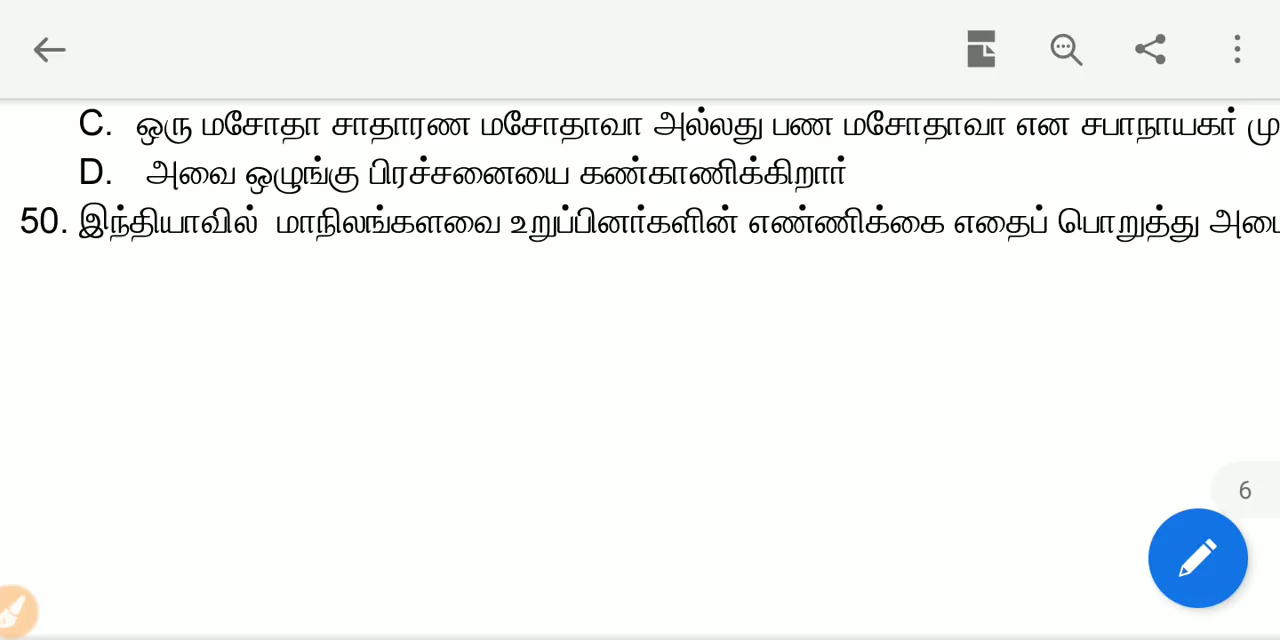 C. ஒரு மசோதா சாதாரண மசோதாவா அல்லது பண மசோதாவா என சபாநாயகர்
D. அவை ஒழுங்கு பிரச்சனையை கண்காணிக்கிறார்
50. இந்தியாவில் மாநிலங்களவை உறுப்பினர்களின் எண்ணிக்கை எதைப் பொறுத்து
6